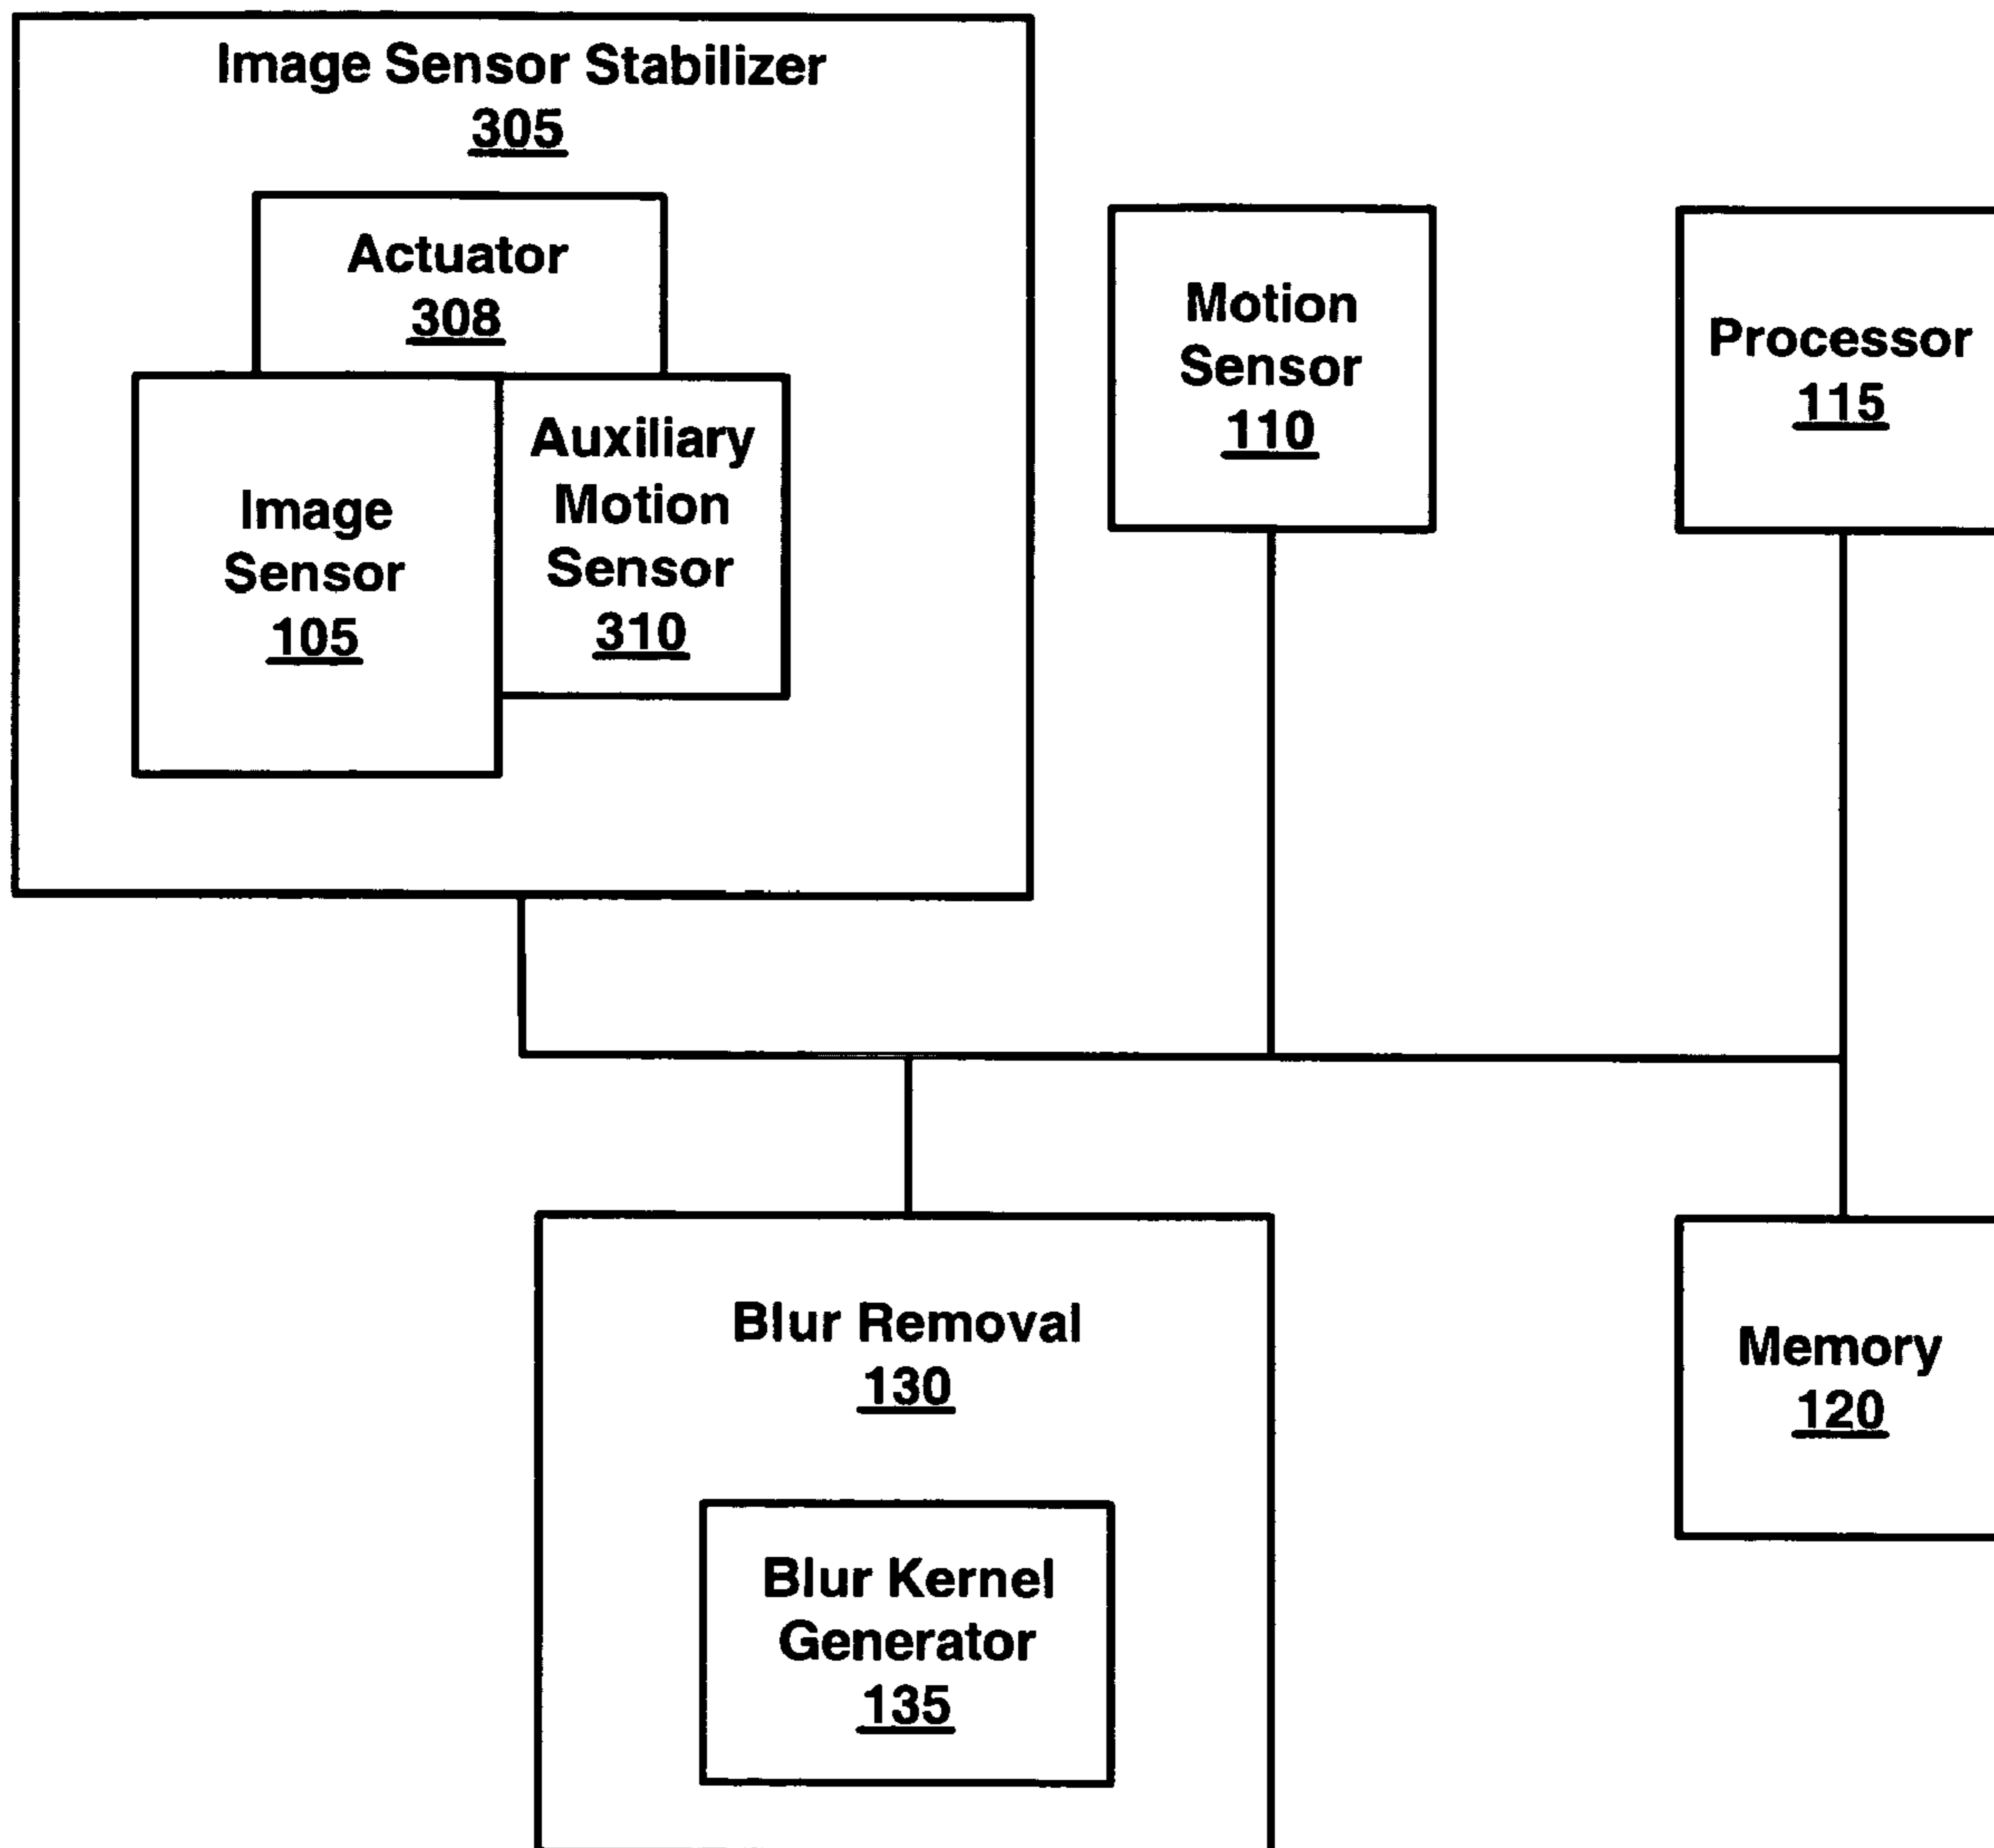 Image Sensor Stabilizer
305
Actuator
308
Image
Sensor
105
Auxiliary
Motion
Sensor
310
Motion
Sensor
110
Processor
115
Blur Removal
130
Blur Kernel
Generator
135
Memory
120